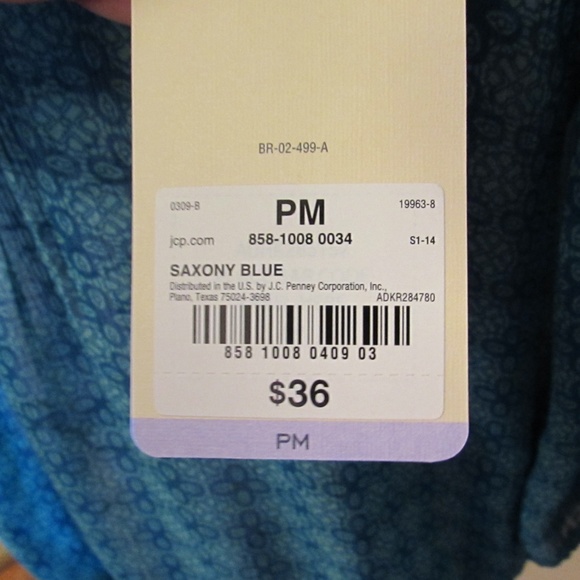 BR-02-499-A
0309-B PM 19963-8
jcp.com 858-1008 0034 S1-14
SAXONY BLUE
Distributed in the U.S. by J.C. Penney Corporation, Inc.,
Plano, Texas 75024-3698 ADKR284780
858 1008 0409 03
$36
PM